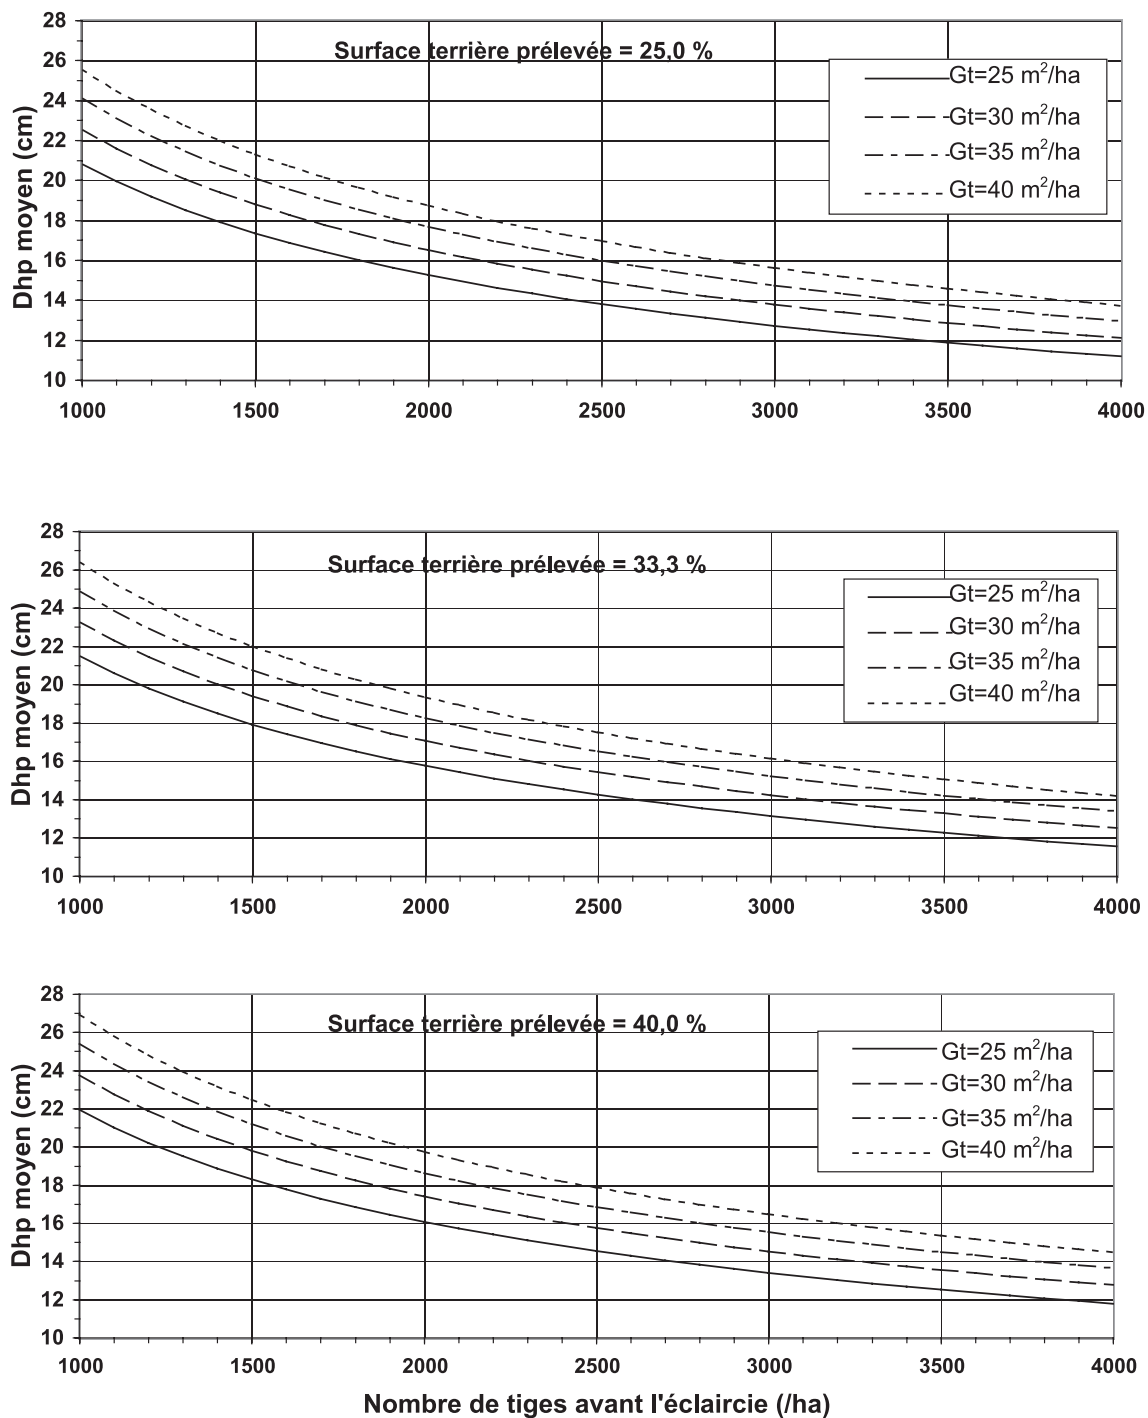 Surface terrière prélevée = 25,0 %
Dhp moyen (cm)
28
26
24
22
20
18
16
14
12
10
1000 1500 2000 2500 3000 3500 4000
Gt=25 m²/ha
Gt=30 m²/ha
Gt=35 m²/ha
Gt=40 m²/ha
Surface terrière prélevée = 33,3 %
Dhp moyen (cm)
28
26
24
22
20
18
16
14
12
10
1000 1500 2000 2500 3000 3500 4000
Gt=25 m²/ha
Gt=30 m²/ha
Gt=35 m²/ha
Gt=40 m²/ha
Surface terrière prélevée = 40,0 %
Dhp moyen (cm)
28
26
24
22
20
18
16
14
12
10
1000 1500 2000 2500 3000 3500 4000
Gt=25 m²/ha
Gt=30 m²/ha
Gt=35 m²/ha
Gt=40 m²/ha
Nombre de tiges avant l'éclaircie (/ha)